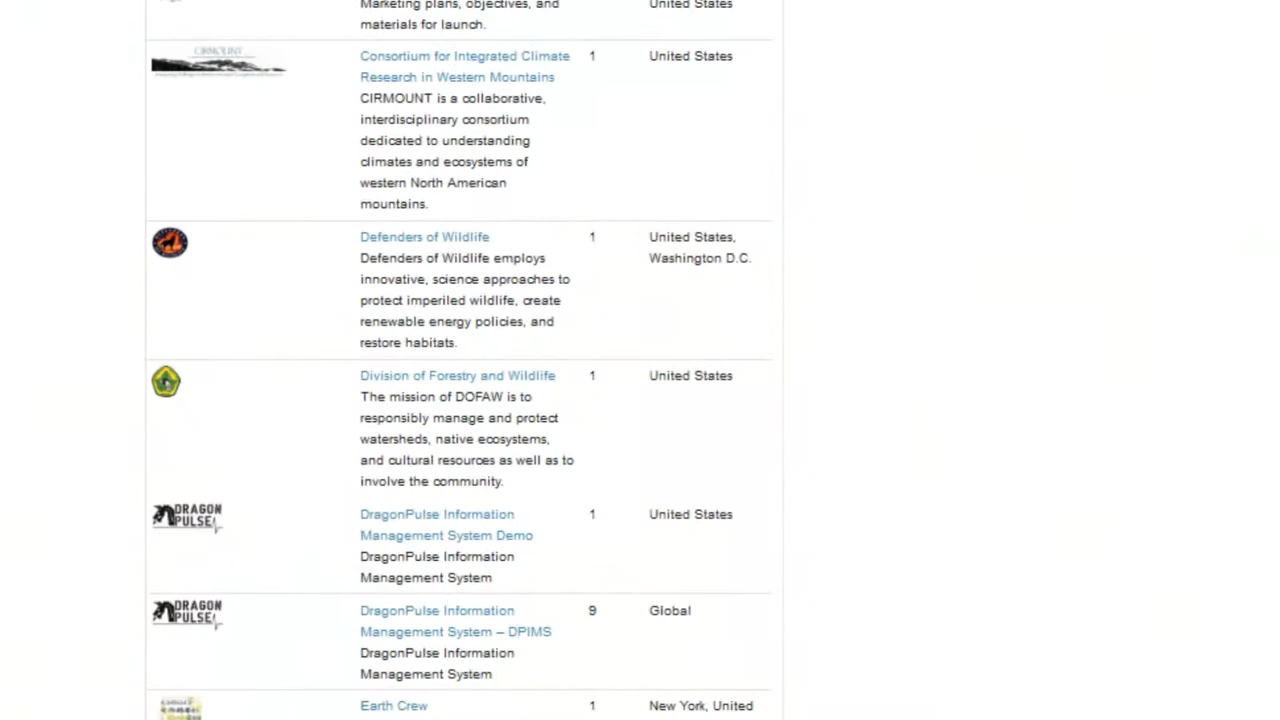 Marketing plans, objectives, and
materials for launch.
United States
CIRMOUNT
Consortium for Integrated Climate
Research in Western Mountains
1
United States
CIRMOUNT is a collaborative,
interdisciplinary consortium
dedicated to understanding
climates and ecosystems of
western North American
mountains.
Defenders of Wildlife
1
United States,
Washington D.C.
Defenders of Wildlife employs
innovative, science approaches to
protect imperiled wildlife, create
renewable energy policies, and
restore habitats.
Division of Forestry and Wildlife
1
United States
The mission of DOFAW is to
responsibly manage and protect
watersheds, native ecosystems,
and cultural resources as well as to
involve the community.
DRAGON
PULSE
DragonPulse Information
Management System Demo
1
United States
DragonPulse Information
Management System
DRAGON
PULSE
DragonPulse Information
Management System – DPIMS
9
Global
DragonPulse Information
Management System
Earth Crew
1
New York, United